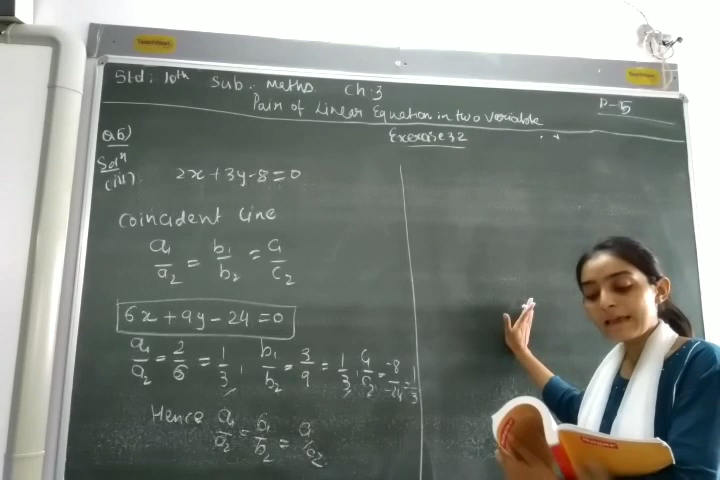 Std: 10th Sub: Maths Ch: 3 P-5
Pair of Linear Equation in two variable
Exercise 3.2
Q6)
Solⁿ
(iii) 2x + 3y - 8 = 0
Coincident line
a₁/a₂ = b₁/b₂ = c₁/c₂
6x + 9y - 24 = 0
a₁/a₂ = 2/6 = 1/3, b₁/b₂ = 3/9 = 1/3, c₁/c₂ = -8/-24 = 1/3
Hence a₁/a₂ = b₁/b₂ = c₁/c₂